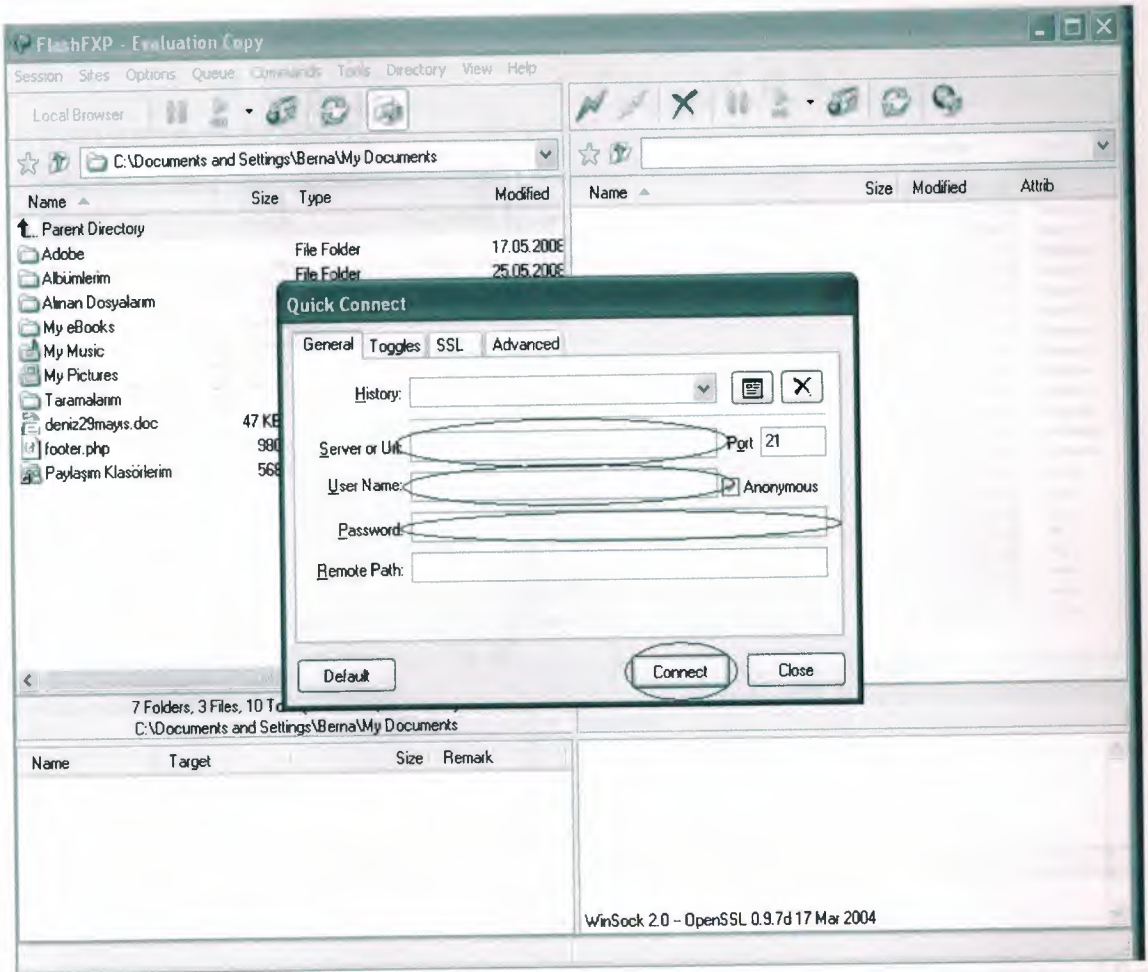 FlashFXP - Evaluation Copy
Session Sites Options Queue Commands Tools Directory View Help
Local Browser
C:\Documents and Settings\Berna\My Documents
Name Size Type Modified
Parent Directory
Adobe File Folder 17.05.2008
Albümlerim File Folder 25.05.2008
Alınan Dosyalarım
My eBooks
My Music
My Pictures
Taramalarım
deniz29mayıs.doc 47 KB
footer.php 980
Paylaşım Klasörlerim 568
Name Size Modified Attrib
Quick Connect
General Toggles SSL Advanced
History:
Server or Url: Port 21
User Name: Anonymous
Password:
Remote Path:
Default Connect Close
7 Folders, 3 Files, 10 To
C:\Documents and Settings\Berna\My Documents
Name Target Size Remark
WinSock 2.0 -- OpenSSL 0.9.7d 17 Mar 2004